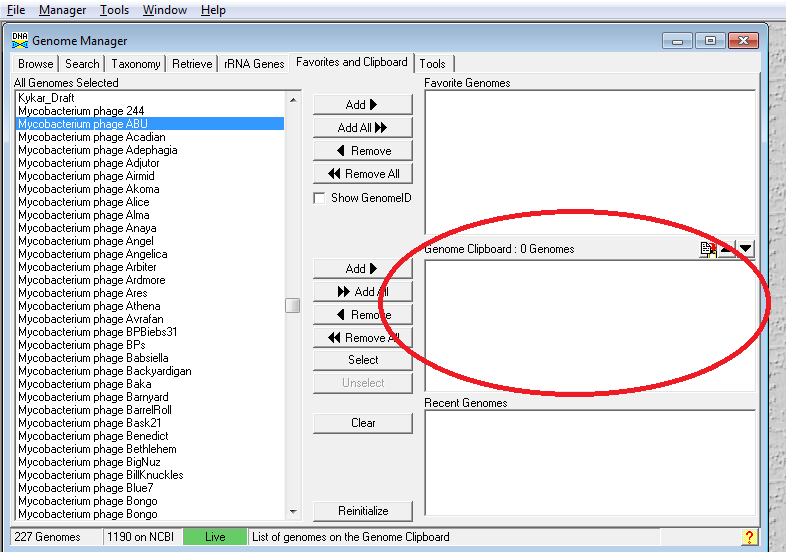 File Manager Tools Window Help
DNA Genome Manager
Browse Search Taxonomy Retrieve rRNA Genes Favorites and Clipboard Tools
All Genomes Selected
Kykar_Draft
Mycobacterium phage 244
Mycobacterium phage ABU
Mycobacterium phage Acadian
Mycobacterium phage Adephagia
Mycobacterium phage Adjutor
Mycobacterium phage Airmid
Mycobacterium phage Akoma
Mycobacterium phage Alice
Mycobacterium phage Alma
Mycobacterium phage Anaya
Mycobacterium phage Angel
Mycobacterium phage Angelica
Mycobacterium phage Arbiter
Mycobacterium phage Ardmore
Mycobacterium phage Ares
Mycobacterium phage Athena
Mycobacterium phage Avrafan
Mycobacterium phage BPBiebs31
Mycobacterium phage BPs
Mycobacterium phage Babsiella
Mycobacterium phage Backyardigan
Mycobacterium phage Baka
Mycobacterium phage Barnyard
Mycobacterium phage BarrelRoll
Mycobacterium phage Bask21
Mycobacterium phage Benedict
Mycobacterium phage Bethlehem
Mycobacterium phage BigNuz
Mycobacterium phage BillKnuckles
Mycobacterium phage Blue7
Mycobacterium phage Bongo
Mycobacterium phage Bongo
Add
Add All
Remove
Remove All
Show GenomeID
Add
Add All
Remove
Remove All
Select
Unselect
Clear
Reinitialize
Favorite Genomes
Genome Clipboard : 0 Genomes
Recent Genomes
227 Genomes 1190 on NCBI Live List of genomes on the Genome Clipboard ?